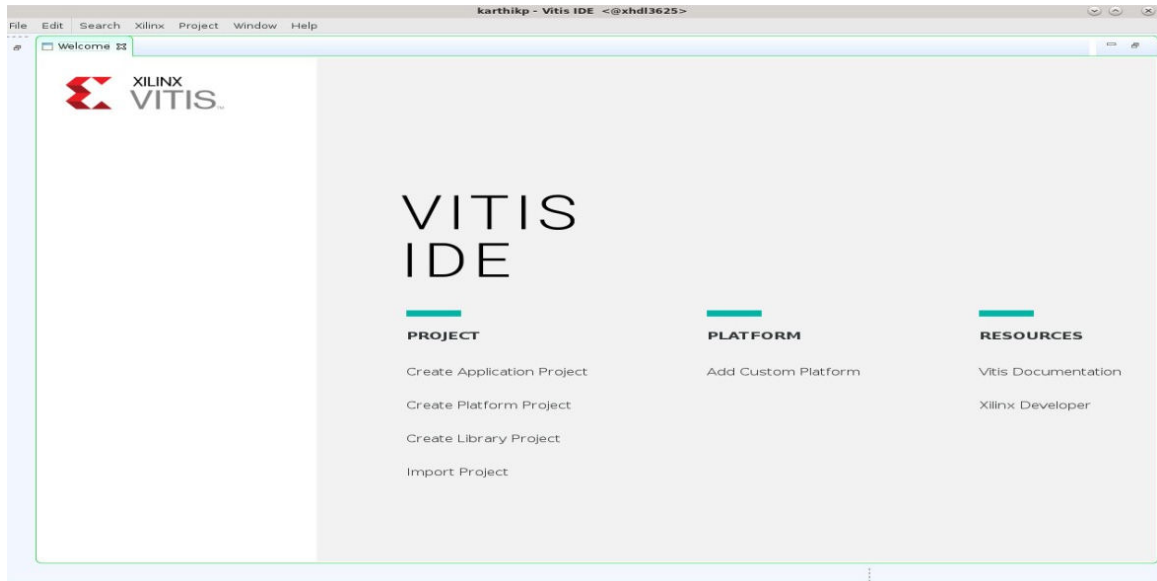 karthikp - Vitis IDE <@xhdl3625>
File Edit Search Xilinx Project Window Help
Welcome
XILINX
VITIS™
VITIS
IDE
PROJECT
Create Application Project
Create Platform Project
Create Library Project
Import Project
PLATFORM
Add Custom Platform
RESOURCES
Vitis Documentation
Xilinx Developer